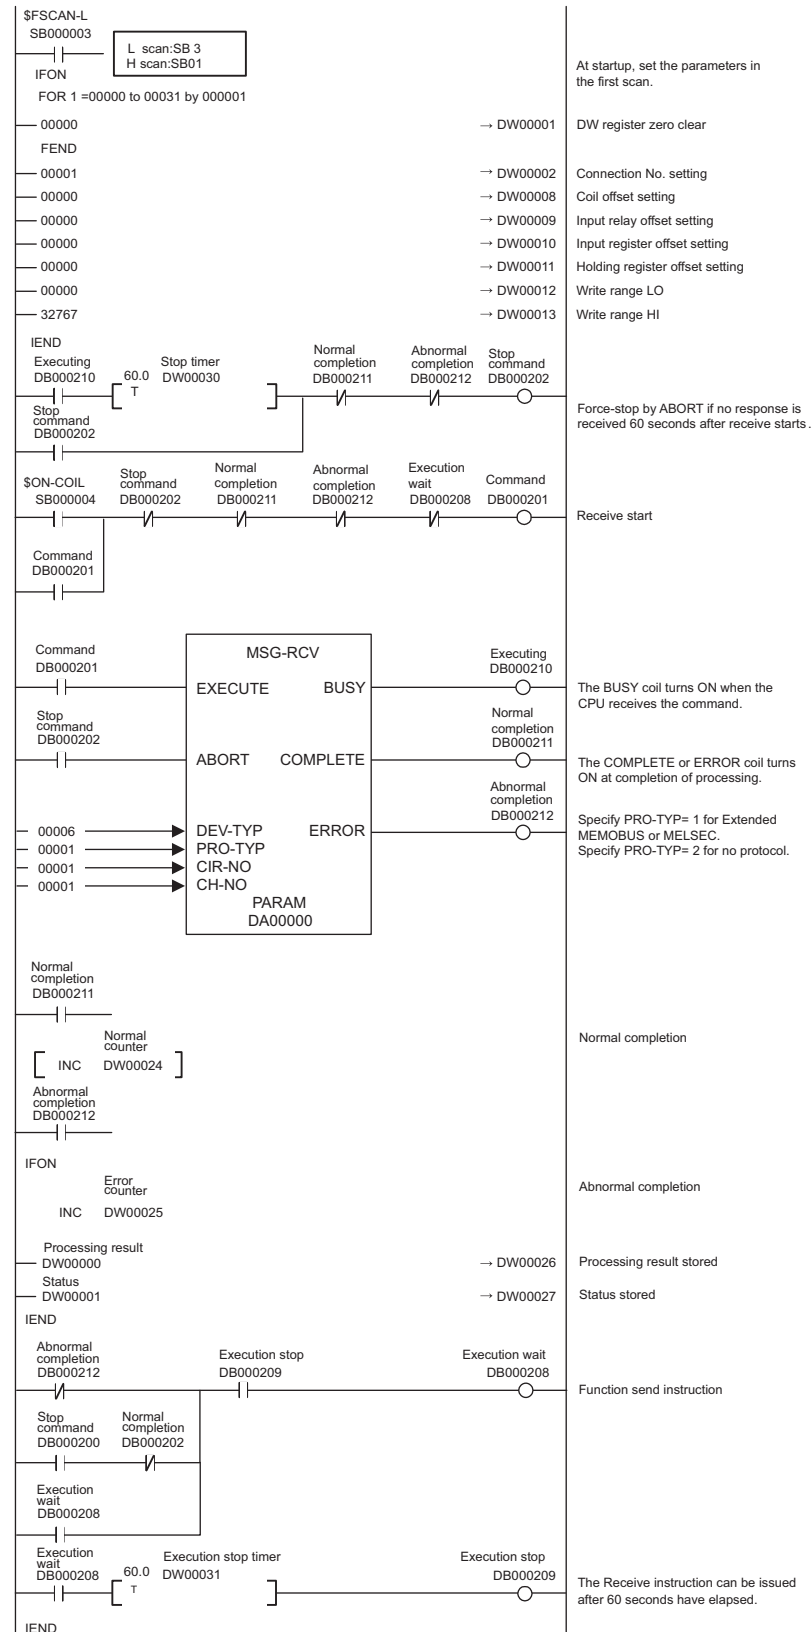 $FSCAN-L
SB000003
L scan:SB 3
H scan:SB01
IFON
At startup, set the parameters in
the first scan.
FOR 1 =00000 to 00031 by 000001
00000 → DW00001 DW register zero clear
FEND
00001 → DW00002 Connection No. setting
00000 → DW00008 Coil offset setting
00000 → DW00009 Input relay offset setting
00000 → DW00010 Input register offset setting
00000 → DW00011 Holding register offset setting
00000 → DW00012 Write range LO
32767 → DW00013 Write range HI
IEND
Executing
DB000210
60.0
T
Stop timer
DW00030
Normal
completion
DB000211
Abnormal
completion
DB000212
Stop
command
DB000202
Stop
command
DB000202
Force-stop by ABORT if no response is
received 60 seconds after receive starts.
$ON-COIL
SB000004
Stop
command
DB000202
Normal
completion
DB000211
Abnormal
completion
DB000212
Execution
wait
DB000208
Command
DB000201
Receive start
Command
DB000201
Command
DB000201
MSG-RCV
EXECUTE BUSY
Executing
DB000210
The BUSY coil turns ON when the
CPU receives the command.
Stop
command
DB000202
ABORT COMPLETE
Normal
completion
DB000211
The COMPLETE or ERROR coil turns
ON at completion of processing.
Abnormal
completion
DB000212
00006 DEV-TYP ERROR
00001 PRO-TYP
00001 CIR-NO
00001 CH-NO
PARAM
DA00000
Specify PRO-TYP= 1 for Extended
MEMOBUS or MELSEC.
Specify PRO-TYP= 2 for no protocol.
Normal
completion
DB000211
Normal
counter
INC DW00024
Normal completion
Abnormal
completion
DB000212
IFON
Error
counter
INC DW00025
Abnormal completion
Processing result
DW00000 → DW00026 Processing result stored
Status
DW00001 → DW00027 Status stored
IEND
Abnormal
completion
DB000212
Execution stop
DB000209
Execution wait
DB000208
Function send instruction
Stop
command
DB000200
Normal
completion
DB000202
Execution
wait
DB000208
Execution
wait
DB000208
60.0
T
Execution stop timer
DW00031
Execution stop
DB000209
The Receive instruction can be issued
after 60 seconds have elapsed.
IEND